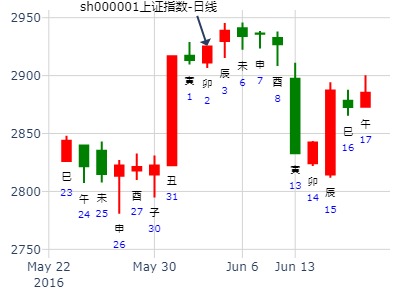 sh000001上证指数-日线
2950
2900
2850
2800
2750
巳
23
午
24
未
25
申
26
酉
27
子
30
丑
31
寅
1
卯
2
辰
3
未
6
申
7
酉
8
寅
13
卯
14
辰
15
巳
16
午
17
May 22
2016
May 30
Jun 6
Jun 13